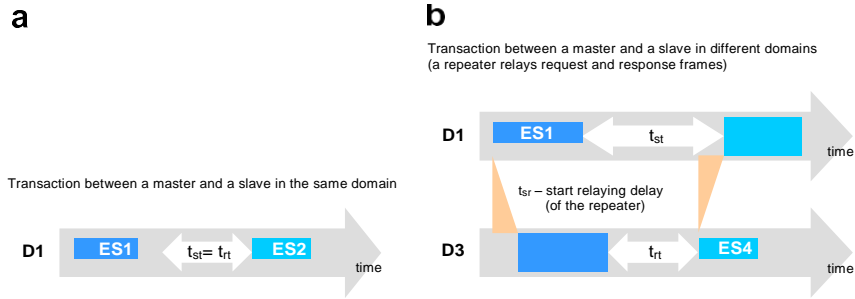 a
Transaction between a master and a slave in the same domain
D1
ES1
tst= trt
ES2
time
b
Transaction between a master and a slave in different domains
(a repeater relays request and response frames)
D1
ES1
tst
time
tsr – start relaying delay
(of the repeater)
D3
trt
ES4
time